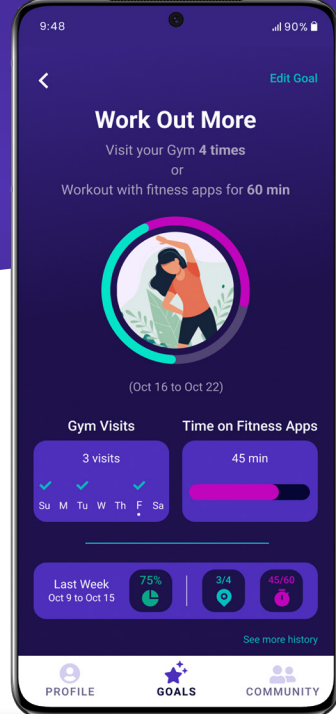 9:48
90%
Edit Goal
Work Out More
Visit your Gym 4 times
or
Workout with fitness apps for 60 min
(Oct 16 to Oct 22)
Gym Visits
Time on Fitness Apps
3 visits
45 min
Su M Tu W Th F Sa
Last Week
Oct 9 to Oct 15
75%
3/4
45/60
See more history
PROFILE
GOALS
COMMUNITY